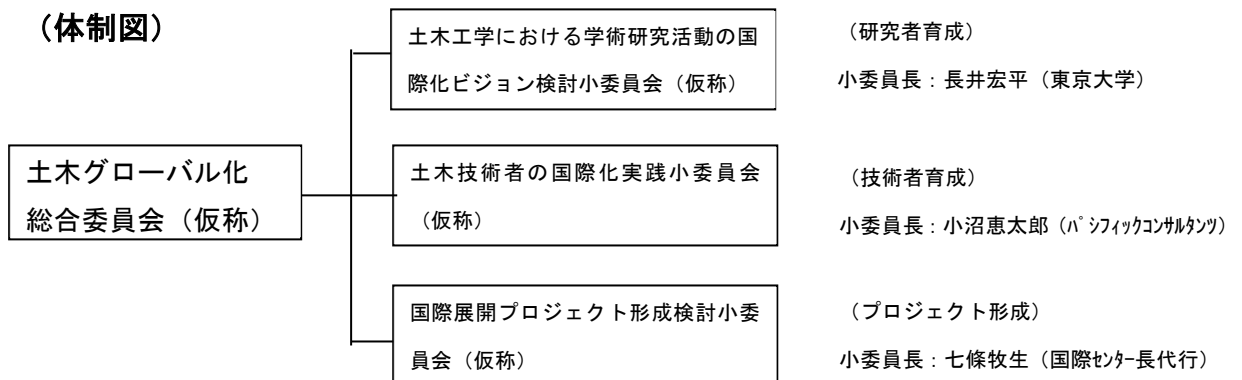 （体制図）
土木グローバル化
総合委員会（仮称）
土木工学における学術研究活動の国
際化ビジョン検討小委員会（仮称）
（研究者育成）
小委員長：長井宏平（東京大学）
土木技術者の国際化実践小委員会
（仮称）
（技術者育成）
小委員長：小沼恵太郎（ﾊﾟｼﾌｨｯｸｺﾝｻﾙﾀﾝﾂ）
国際展開プロジェクト形成検討小委
員会（仮称）
（プロジェクト形成）
小委員長：七條牧生（国際ｾﾝﾀｰ長代行）